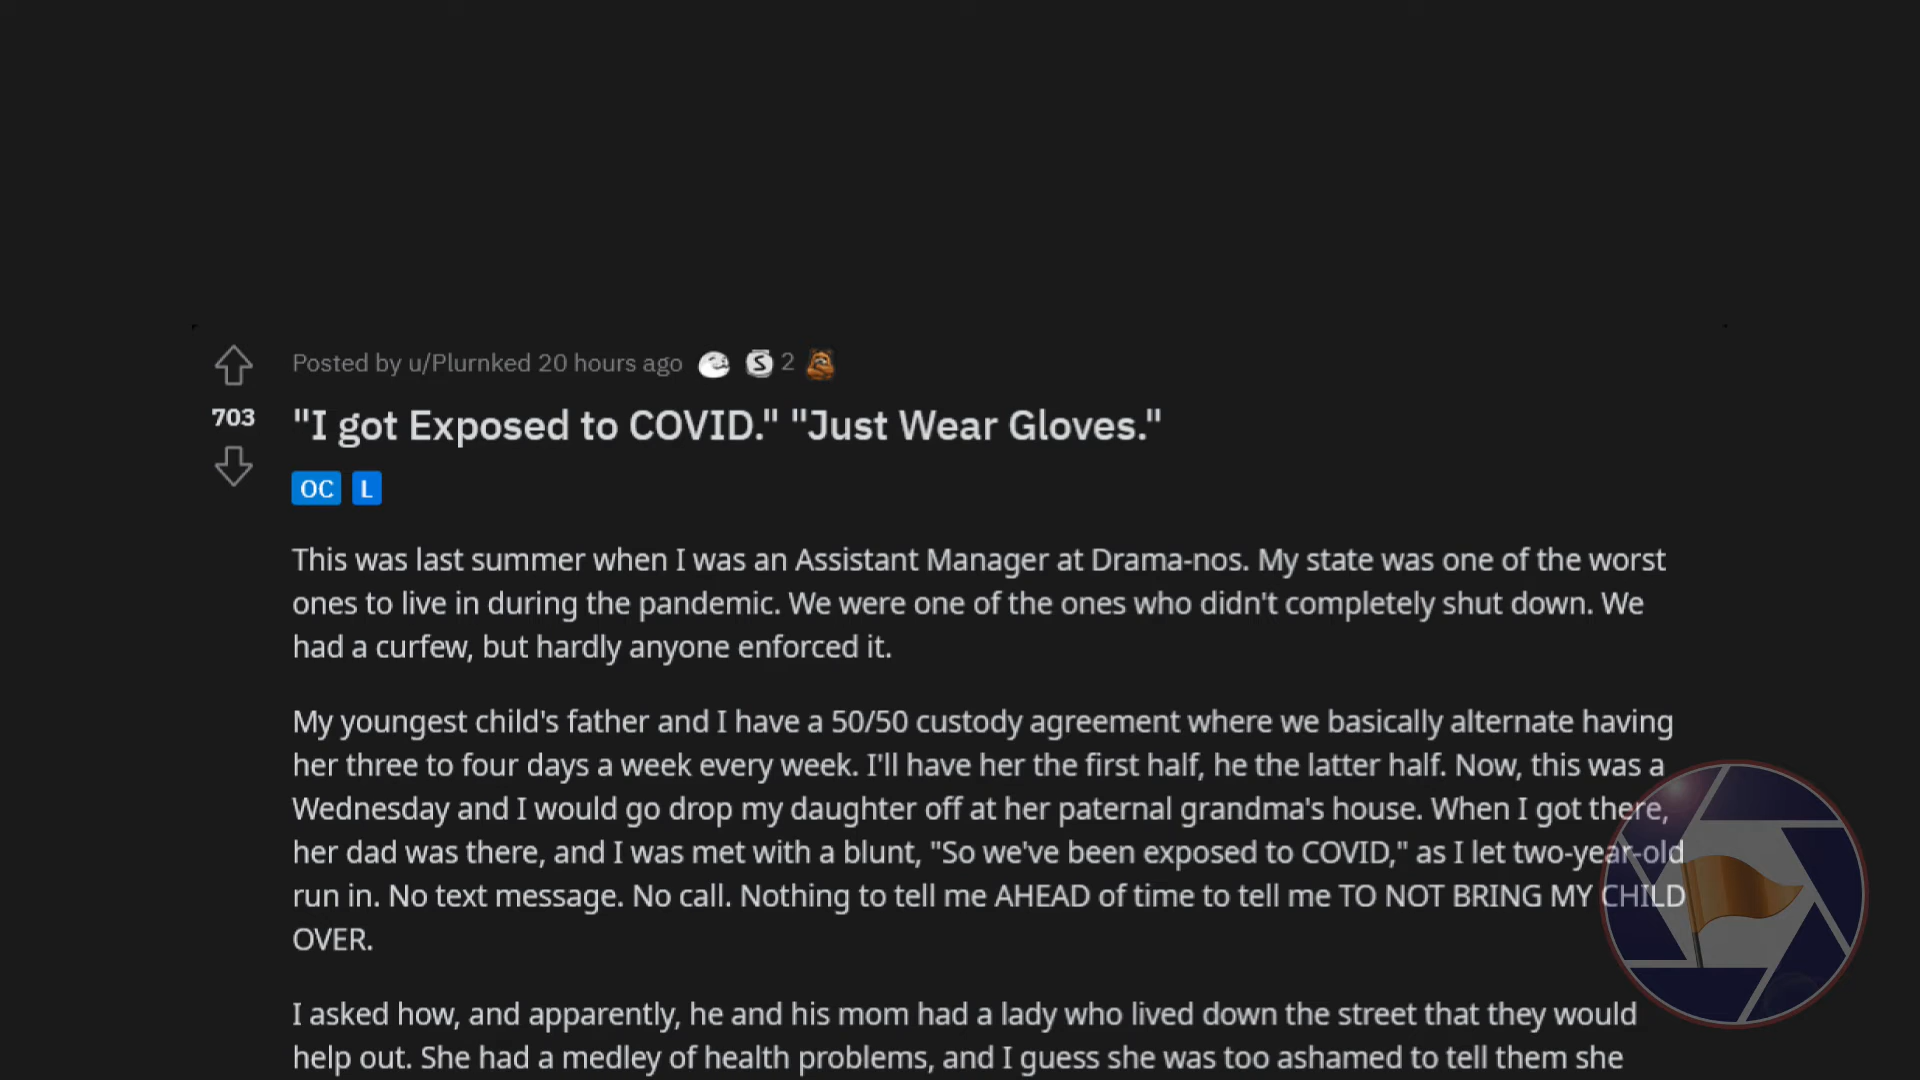 Posted by u/Plurnked 20 hours ago S 2
703
"I got Exposed to COVID." "Just Wear Gloves."
OC L
This was last summer when I was an Assistant Manager at Drama-nos. My state was one of the worst
ones to live in during the pandemic. We were one of the ones who didn't completely shut down. We
had a curfew, but hardly anyone enforced it.
My youngest child's father and I have a 50/50 custody agreement where we basically alternate having
her three to four days a week every week. I'll have her the first half, he the latter half. Now, this was a
Wednesday and I would go drop my daughter off at her paternal grandma's house. When I got there,
her dad was there, and I was met with a blunt, "So we've been exposed to COVID," as I let two-year-old
run in. No text message. No call. Nothing to tell me AHEAD of time to tell me TO NOT BRING MY CHILD
OVER.
I asked how, and apparently, he and his mom had a lady who lived down the street that they would
help out. She had a medley of health problems, and I guess she was too ashamed to tell them she